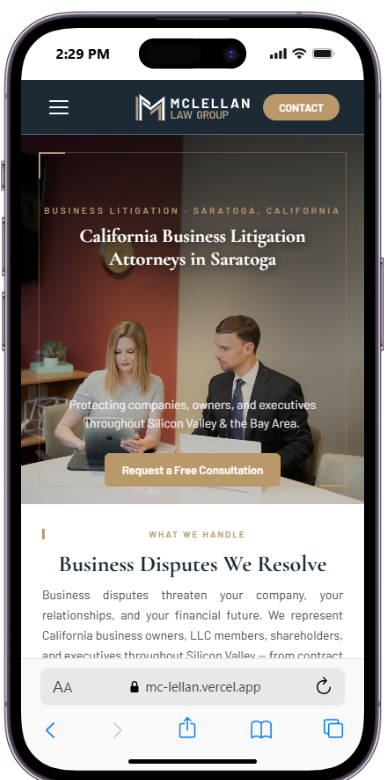 2:29 PM
MCLELLAN
LAW GROUP
CONTACT
BUSINESS LITIGATION · SARATOGA, CALIFORNIA
California Business Litigation
Attorneys in Saratoga
Protecting companies, owners, and executives
throughout Silicon Valley & the Bay Area.
Request a Free Consultation
WHAT WE HANDLE
Business Disputes We Resolve
Business disputes threaten your company, your
relationships, and your financial future. We represent
California business owners, LLC members, shareholders,
and executives throughout Silicon Valley — from contract
AA
mc-lellan.vercel.app